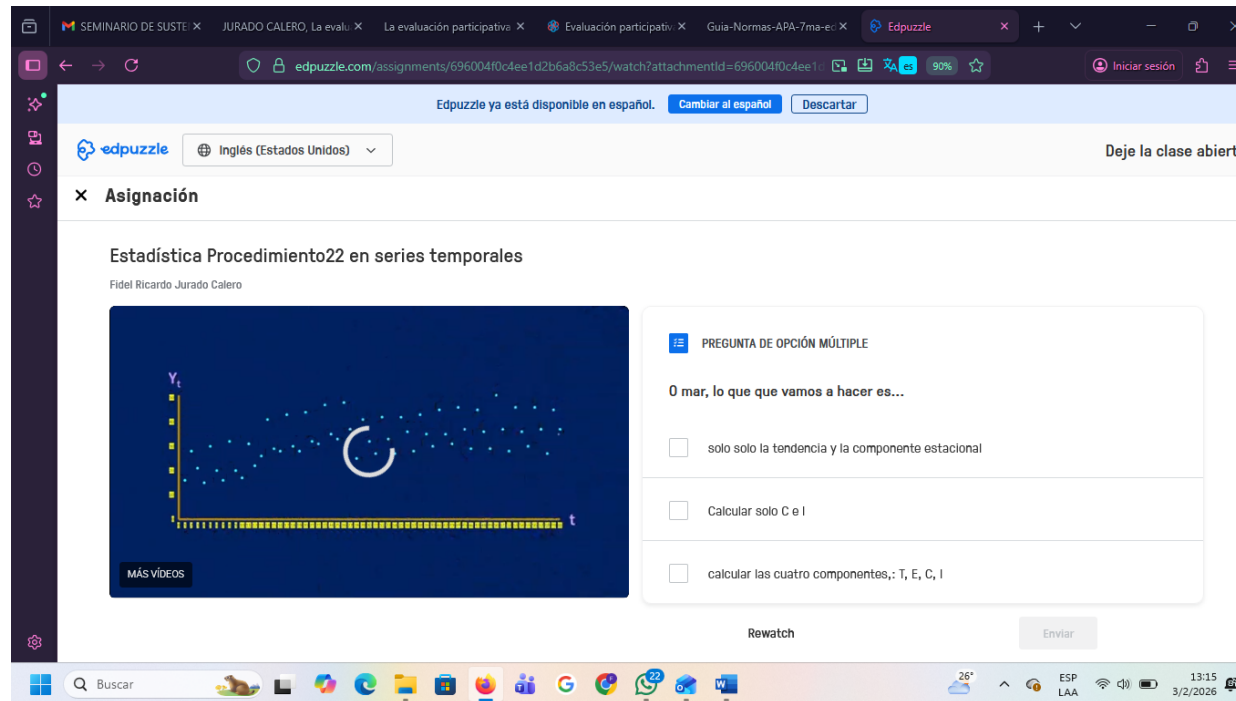 SEMINARIO DE SUSTE
JURADO CALERO, La evalu
La evaluación participativa
Evaluación participativ
Guia-Normas-APA-7ma-ed
Edpuzzle
edpuzzle.com/assignments/696004f0c4ee1d2b6a8c53e5/watch?attachmentId=696004f0c4ee1d
es
90%
Iniciar sesión
Edpuzzle ya está disponible en español.
Cambiar al español
Descartar
edpuzzle
Inglés (Estados Unidos)
Deje la clase abiert
Asignación
Estadística Procedimiento22 en series temporales
Fidel Ricardo Jurado Calero
Yt
t
MÁS VÍDEOS
PREGUNTA DE OPCIÓN MÚLTIPLE
O mar, lo que que vamos a hacer es...
solo solo la tendencia y la componente estacional
Calcular solo C e I
calcular las cuatro componentes,: T, E, C, I
Rewatch
Enviar
Buscar
22
26°
ESP
LAA
13:15
3/2/2026